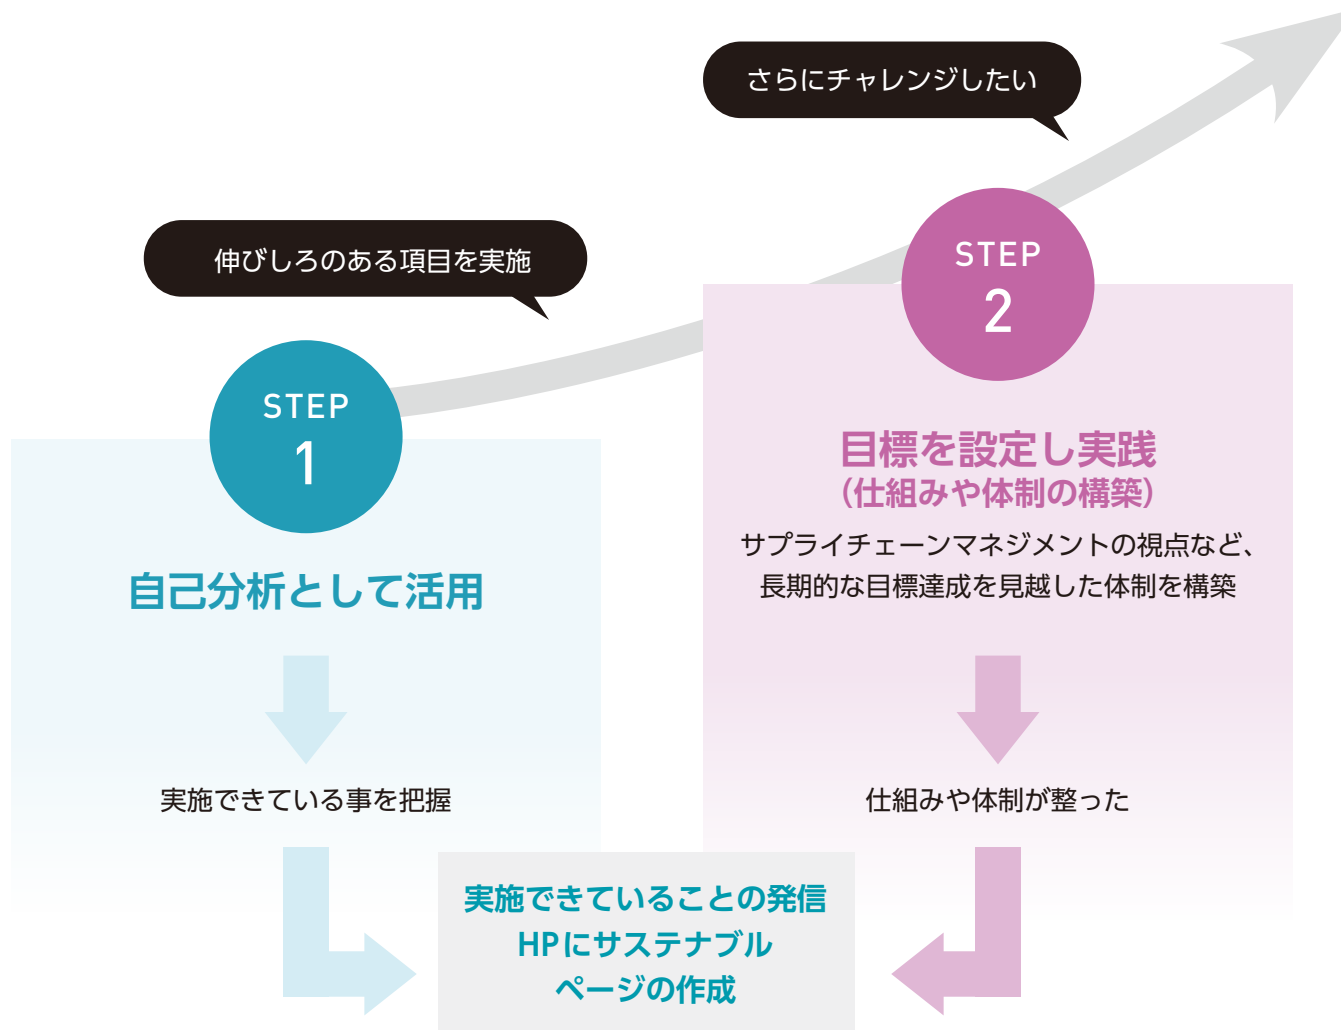 さらにチャレンジしたい
伸びしろのある項目を実施
STEP
1
自己分析として活用
実施できている事を把握
STEP
2
目標を設定し実践
（仕組みや体制の構築）
サプライチェーンマネジメントの視点など、
長期的な目標達成を見越した体制を構築
仕組みや体制が整った
実施できていることの発信
HPにサステナブル
ページの作成